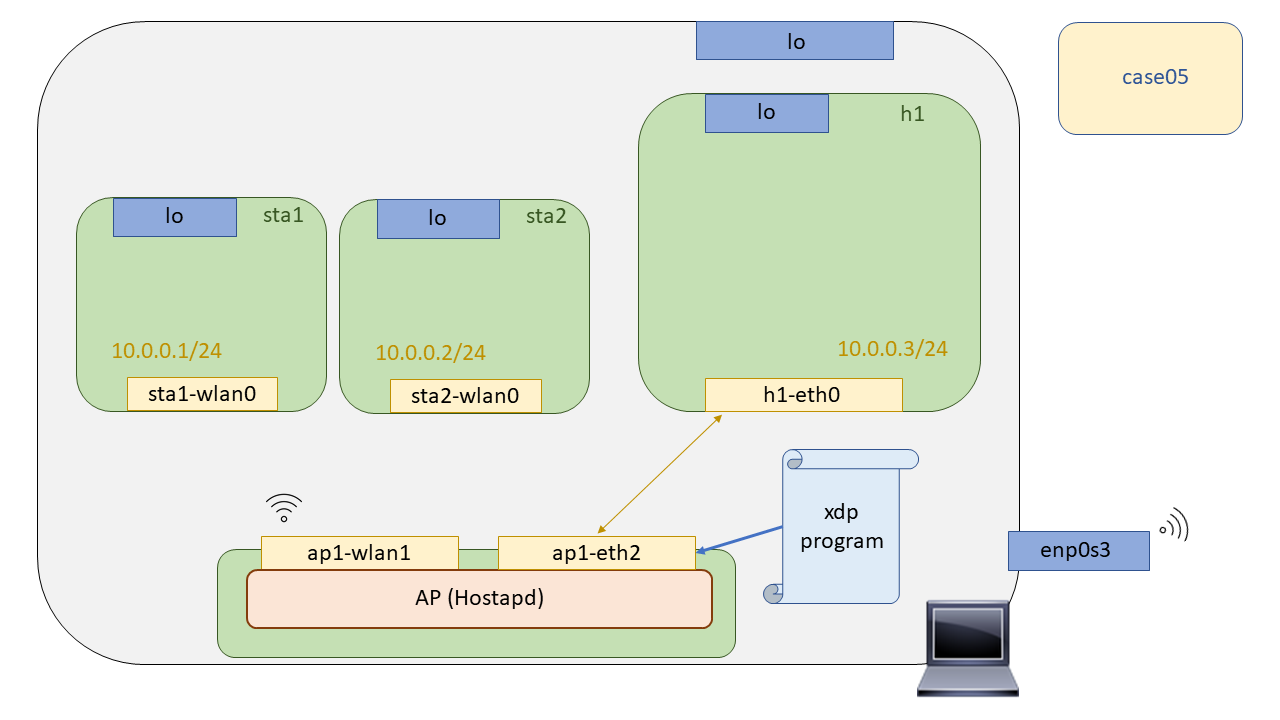 lo
case05
lo
h1
lo
sta1
lo
sta2
10.0.0.1/24
10.0.0.2/24
10.0.0.3/24
sta1-wlan0
sta2-wlan0
h1-eth0
xdp
program
ap1-wlan1
ap1-eth2
enp0s3
AP (Hostapd)